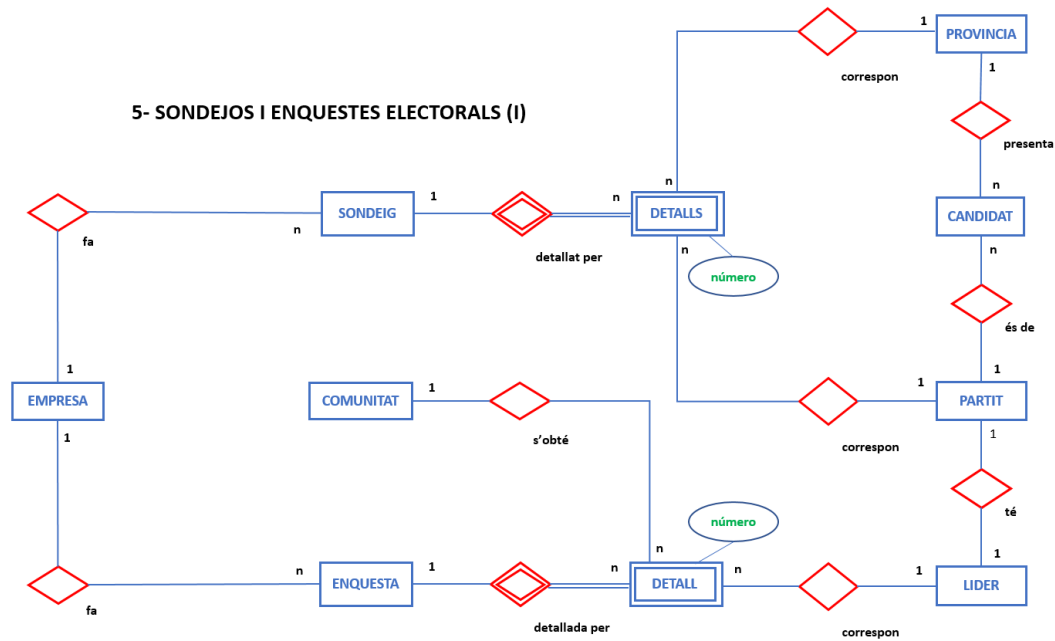 1
PROVINCIA
correspon
1
5- SONDEJOS I ENQUESTES ELECTORALS (I)
presenta
n
n
1
n
SONDEIG
DETALLS
CANDIDAT
n
fa
n
n
detallat per
número
és de
1
1
1
1
EMPRESA
COMUNITAT
PARTIT
1
1
s'obté
correspon
té
número
n
1
n
1
n
n
1
ENQUESTA
DETALL
LIDER
fa
detallada per
correspon